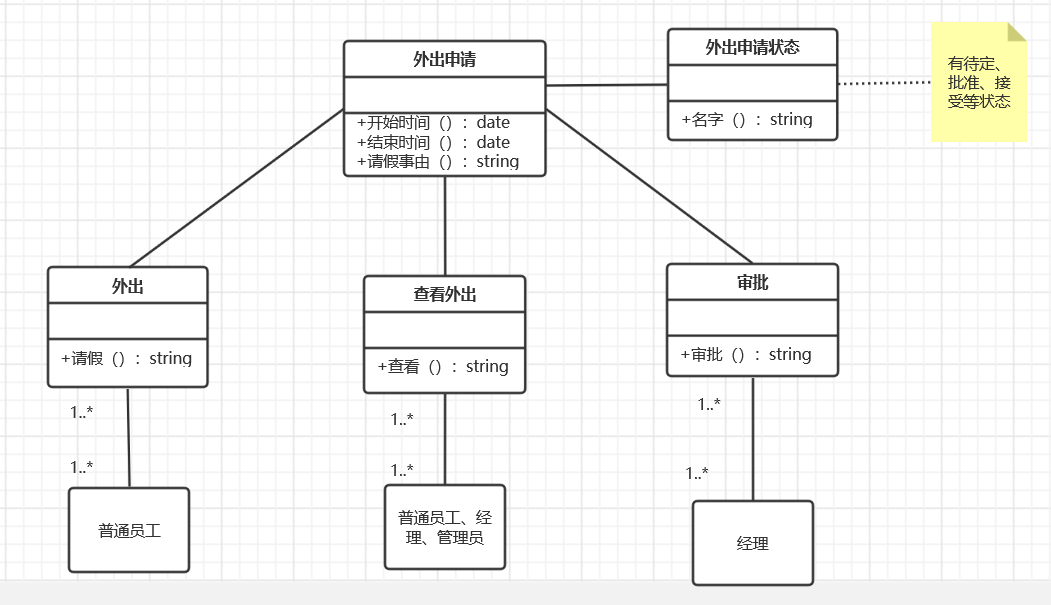 外出申请
+开始时间（）：date
+结束时间（）：date
+请假事由（）：string
外出申请状态
+名字（）：string
有待定、
批准、接
受等状态
外出
+请假（）：string
查看外出
+查看（）：string
审批
+审批（）：string
1..*
1..*
1..*
1..*
1..*
1..*
普通员工
普通员工、经
理、管理员
经理